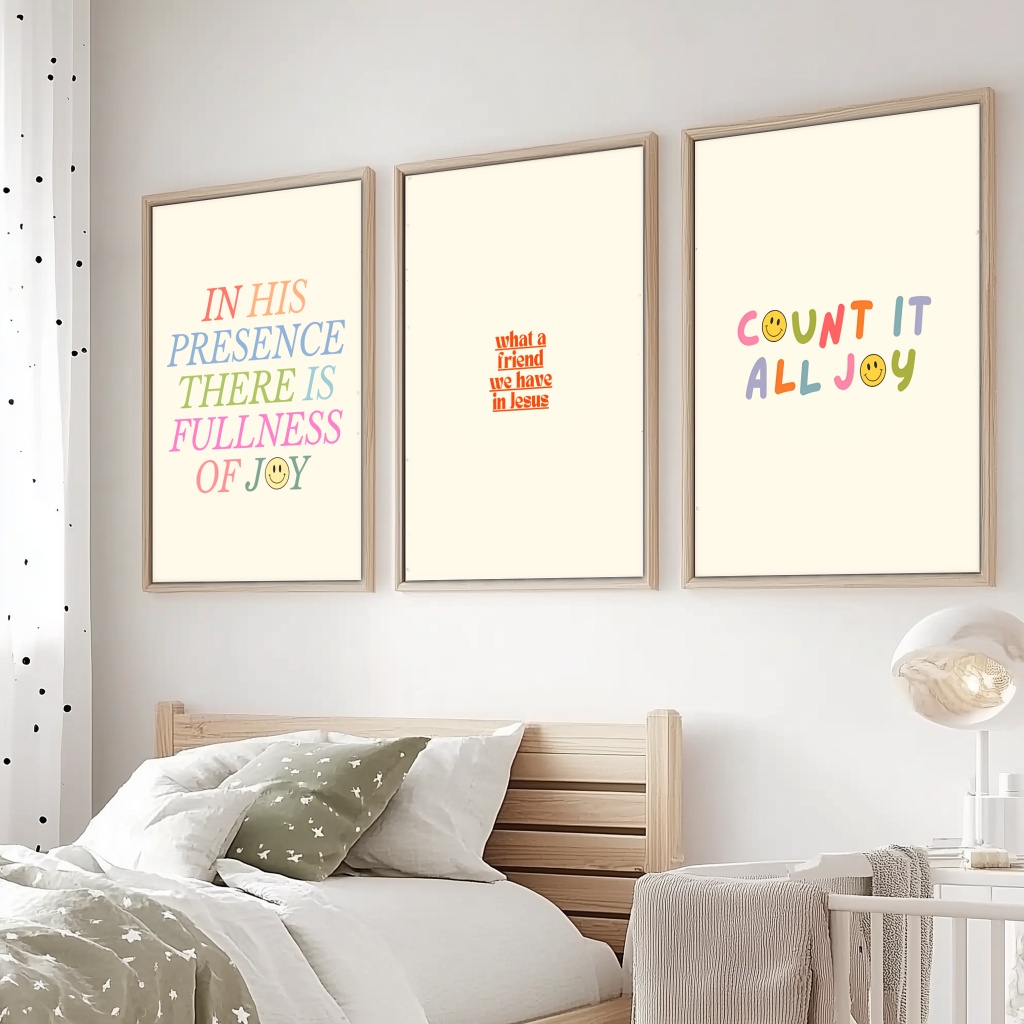 IN HIS
PRESENCE
THERE IS
FULLNESS
OF JOY
what a
friend
we have
in Jesus
COUNT IT
ALL JOY